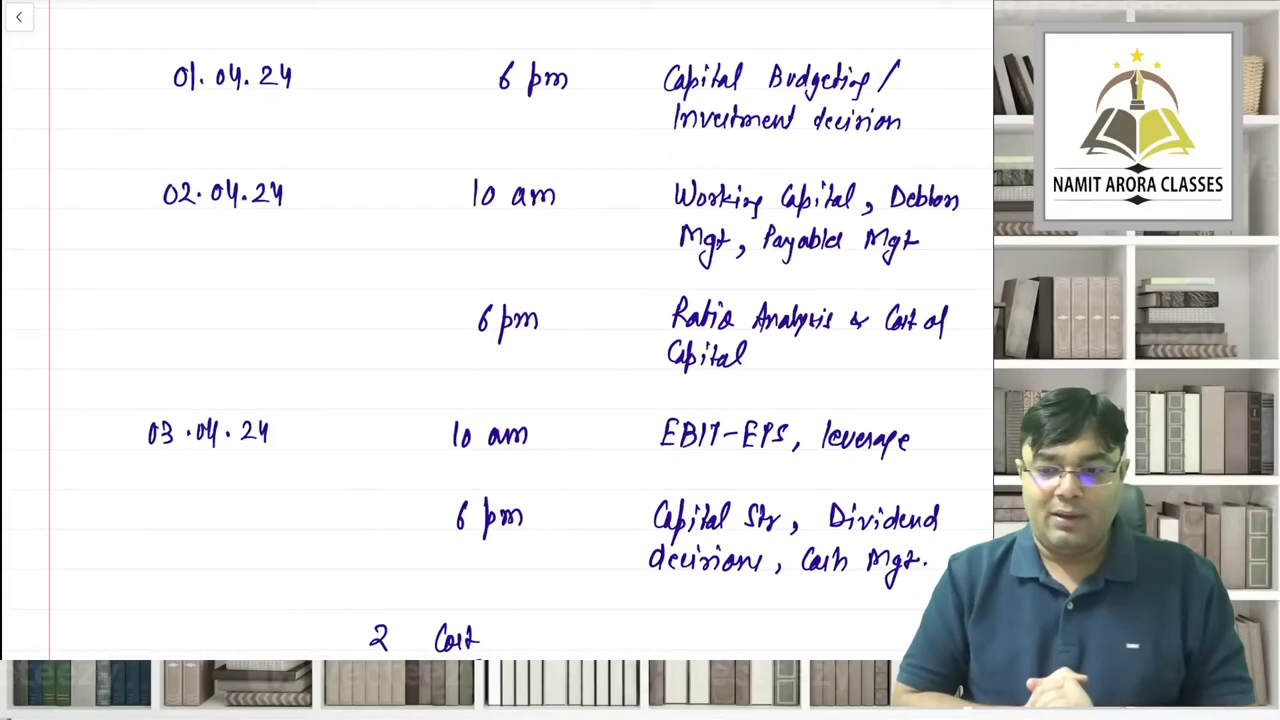 01.04.24 6 pm Capital Budgeting /
Investment decision
02.04.24 10 am Working Capital, Debtors
Mgt, Payables Mgt
6 pm Ratio Analysis & Cost of
Capital
03.04.24 10 am EBIT-EPS, leverage
6 pm Capital Str, Dividend
decisions, Cash Mgt.
2 Cost
NAMIT ARORA CLASSES